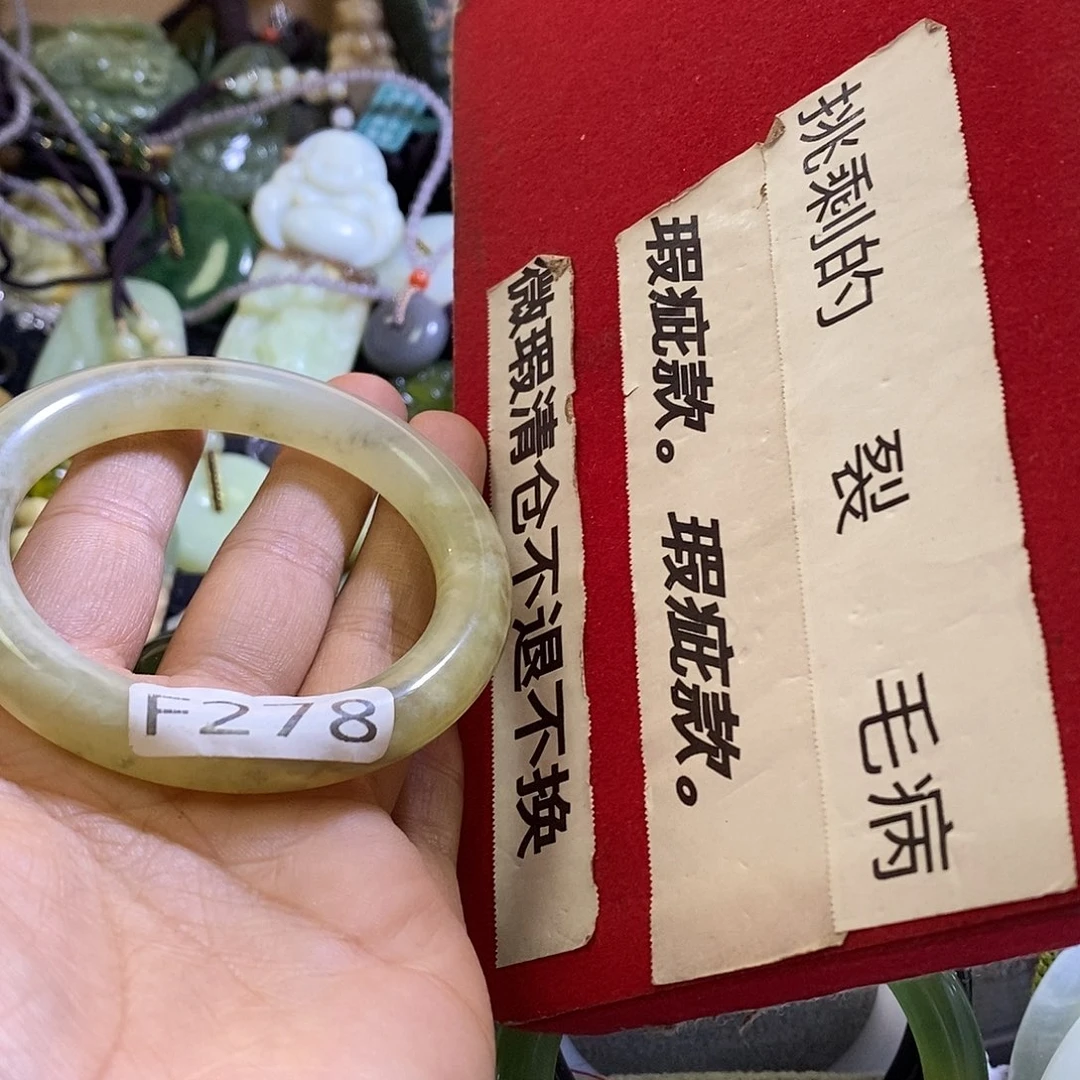 挑剩的 裂 毛病
瑕疵款。瑕疵款。
微瑕清仓不退不换
F278